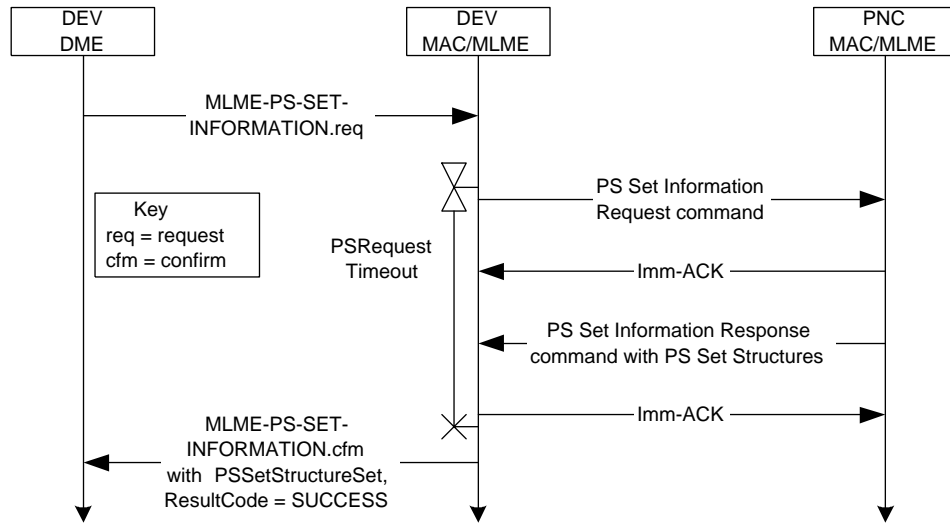 DEV
DME
DEV
MAC/MLME
PNC
MAC/MLME
MLME-PS-SET-
INFORMATION.req
PS Set Information
Request command
Key
req = request
cfm = confirm
PSRequest
Timeout
Imm-ACK
PS Set Information Response
command with PS Set Structures
Imm-ACK
MLME-PS-SET-
INFORMATION.cfm
with PSSetStructureSet,
ResultCode = SUCCESS